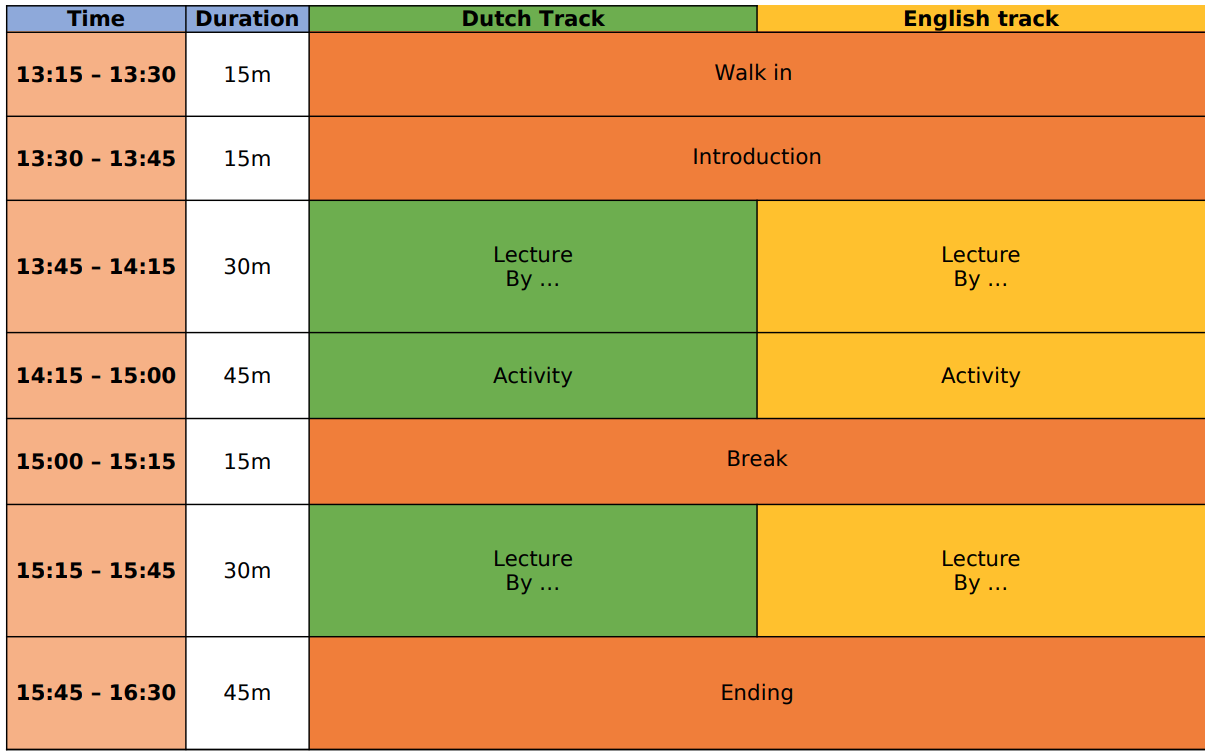 Time Duration Dutch Track English track
13:15 – 13:30 15m Walk in
13:30 – 13:45 15m Introduction
13:45 – 14:15 30m Lecture Lecture
By ... By ...
14:15 – 15:00 45m Activity Activity
15:00 – 15:15 15m Break
15:15 – 15:45 30m Lecture Lecture
By ... By ...
15:45 – 16:30 45m Ending